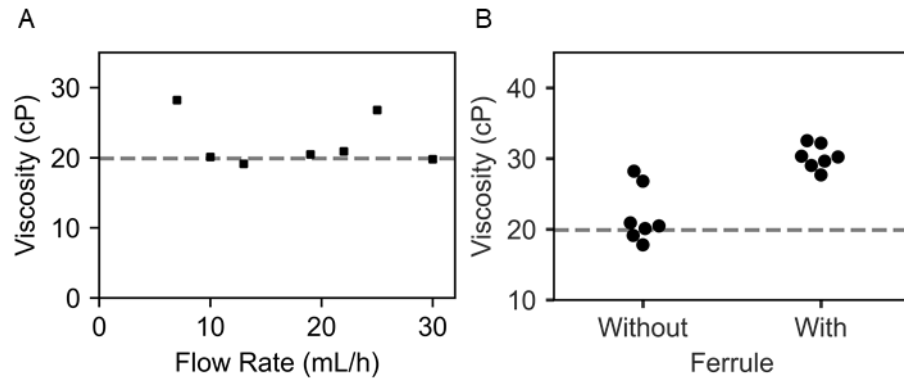 A
Viscosity (cP)
30
20
10
0
0 10 20 30
Flow Rate (mL/h)
B
Viscosity (cP)
40
30
20
10
Without With
Ferrule